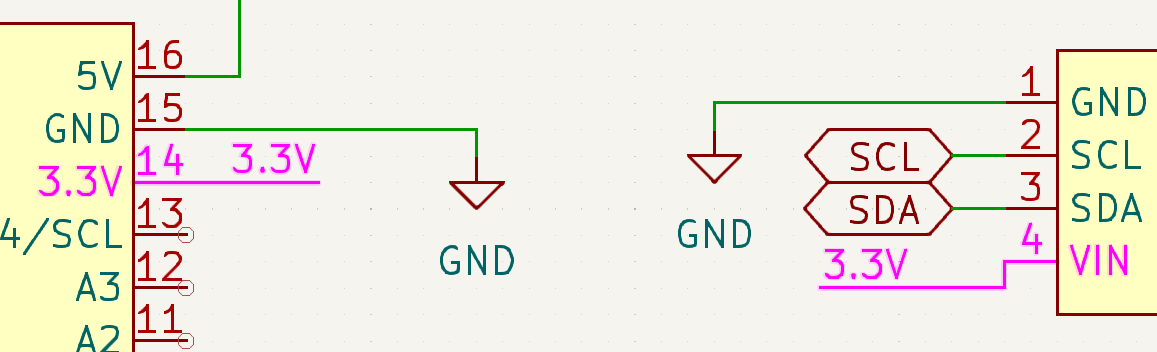 16
5V
15
GND
14
3.3V
3.3V
13
4/SCL
12
A3
11
A2
GND
1
GND
2
SCL
SCL
3
SDA
SDA
4
VIN
3.3V
GND